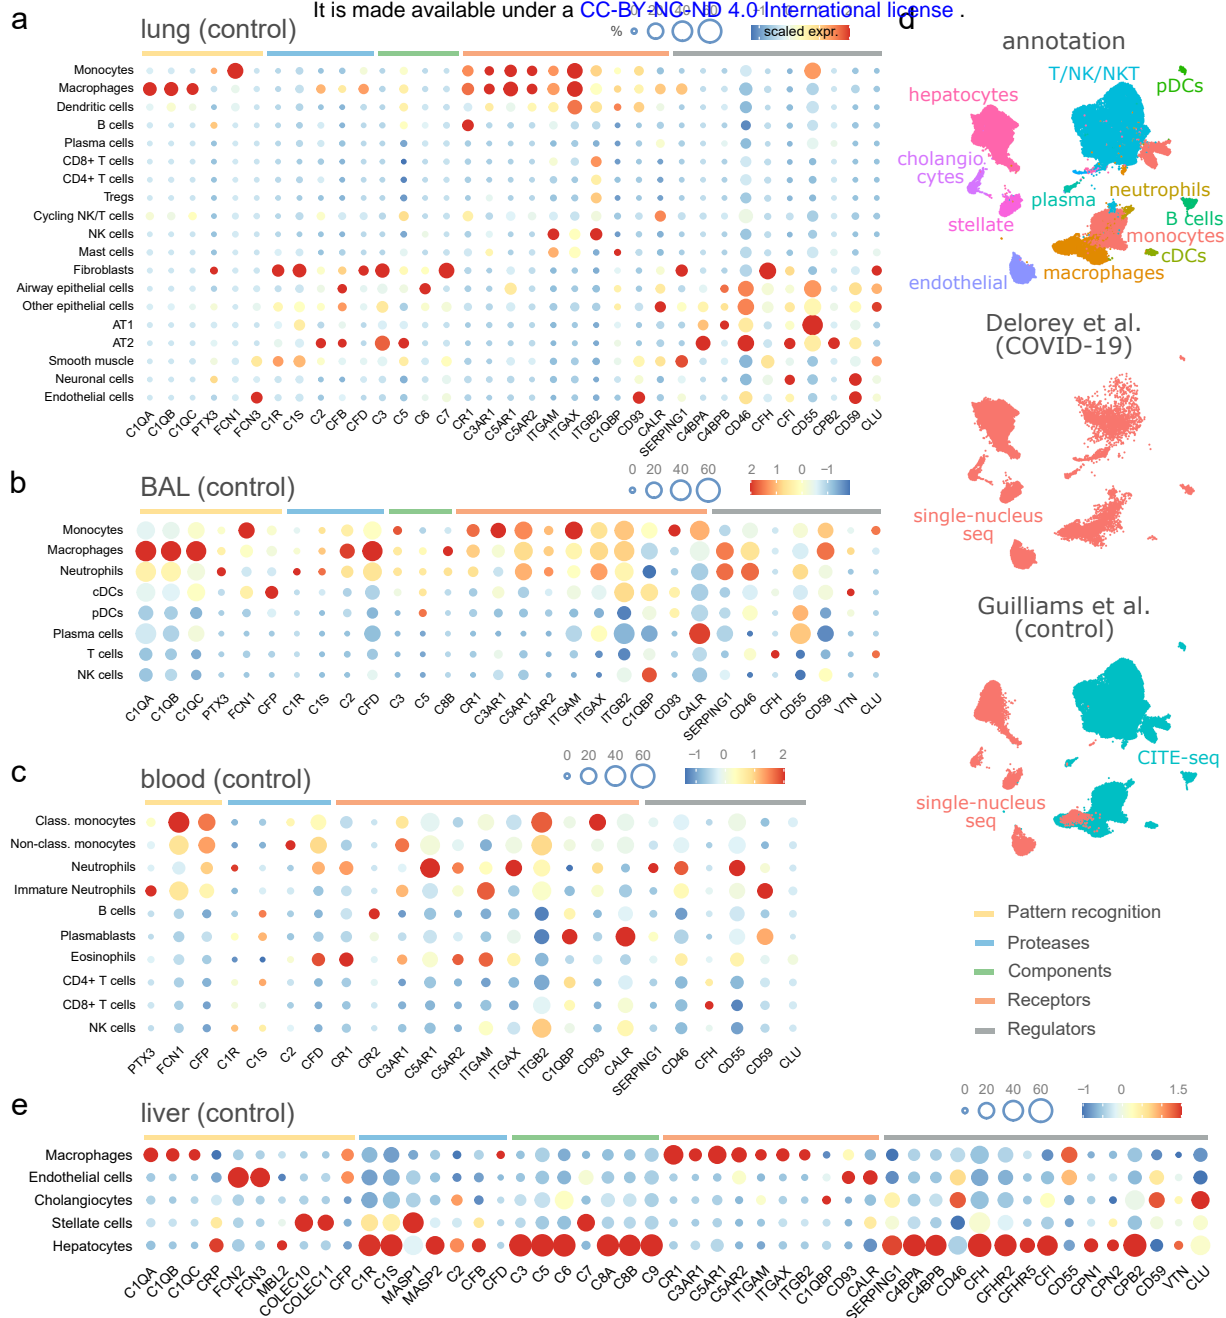 It is made available under a CC-BY-NC-ND 4.0 International license .
a
lung (control)
%
0 20 40 60
−1 0 1 2
scaled expr.
Monocytes
Macrophages
Dendritic cells
B cells
Plasma cells
CD8+ T cells
CD4+ T cells
Tregs
Cycling NK/T cells
NK cells
Mast cells
Fibroblasts
Airway epithelial cells
Other epithelial cells
AT1
AT2
Smooth muscle
Neuronal cells
Endothelial cells
C1QA C1QB C1QC PTX3 FCN1 FCN3 C1R C1S C2 CFB CFD C3 C5 C6 C7 CR1 C3AR1 C5AR1 C5AR2 ITGAM ITGAX ITGB2 C1QBP CD93 CALR SERPING1 C4BPA C4BPB CD46 CFH CFI CD55 CPB2 CD59 CLU
b
BAL (control)
0 20 40 60
2 1 0 −1
Monocytes
Macrophages
Neutrophils
cDCs
pDCs
Plasma cells
T cells
NK cells
C1QA C1QB C1QC PTX3 FCN1 CFP C1R C1S C2 CFD C3 C5 C8B CR1 C3AR1 C5AR1 C5AR2 ITGAM ITGAX ITGB2 C1QBP CD93 CALR SERPING1 CD46 CFH CD55 CD59 VTN CLU
c
blood (control)
0 20 40 60
−1 0 1 2
Class. monocytes
Non-class. monocytes
Neutrophils
Immature Neutrophils
B cells
Plasmablasts
Eosinophils
CD4+ T cells
CD8+ T cells
NK cells
PTX3 FCN1 CFP C1R C1S C2 CFD CR1 CR2 C3AR1 C5AR1 C5AR2 ITGAM ITGAX ITGB2 C1QBP CD93 CALR SERPING1 CD46 CFH CD55 CD59 CLU
d
annotation
T/NK/NKT
pDCs
hepatocytes
cholangio
cytes
plasma
neutrophils
stellate
B cells
monocytes
cDCs
endothelial
macrophages
Delorey et al.
(COVID-19)
single-nucleus
seq
Guilliams et al.
(control)
CITE-seq
single-nucleus
seq
Pattern recognition
Proteases
Components
Receptors
Regulators
e
liver (control)
0 20 40 60
−1 0 1.5
Macrophages
Endothelial cells
Cholangiocytes
Stellate cells
Hepatocytes
C1QA C1QB C1QC CRP FCN2 FCN3 MBL2 COLEC10 COLEC11 CFP C1R C1S MASP1 MASP2 C2 CFB CFD C3 C5 C6 C7 C8A C8B C9 CR1 C3AR1 C5AR1 C5AR2 ITGAM ITGAX ITGB2 C1QBP CD93 CALR SERPING1 C4BPA C4BPB CD46 CFH CFHR2 CFHR5 CFI CD55 CPN1 CPN2 CPB2 CD59 VTN CLU